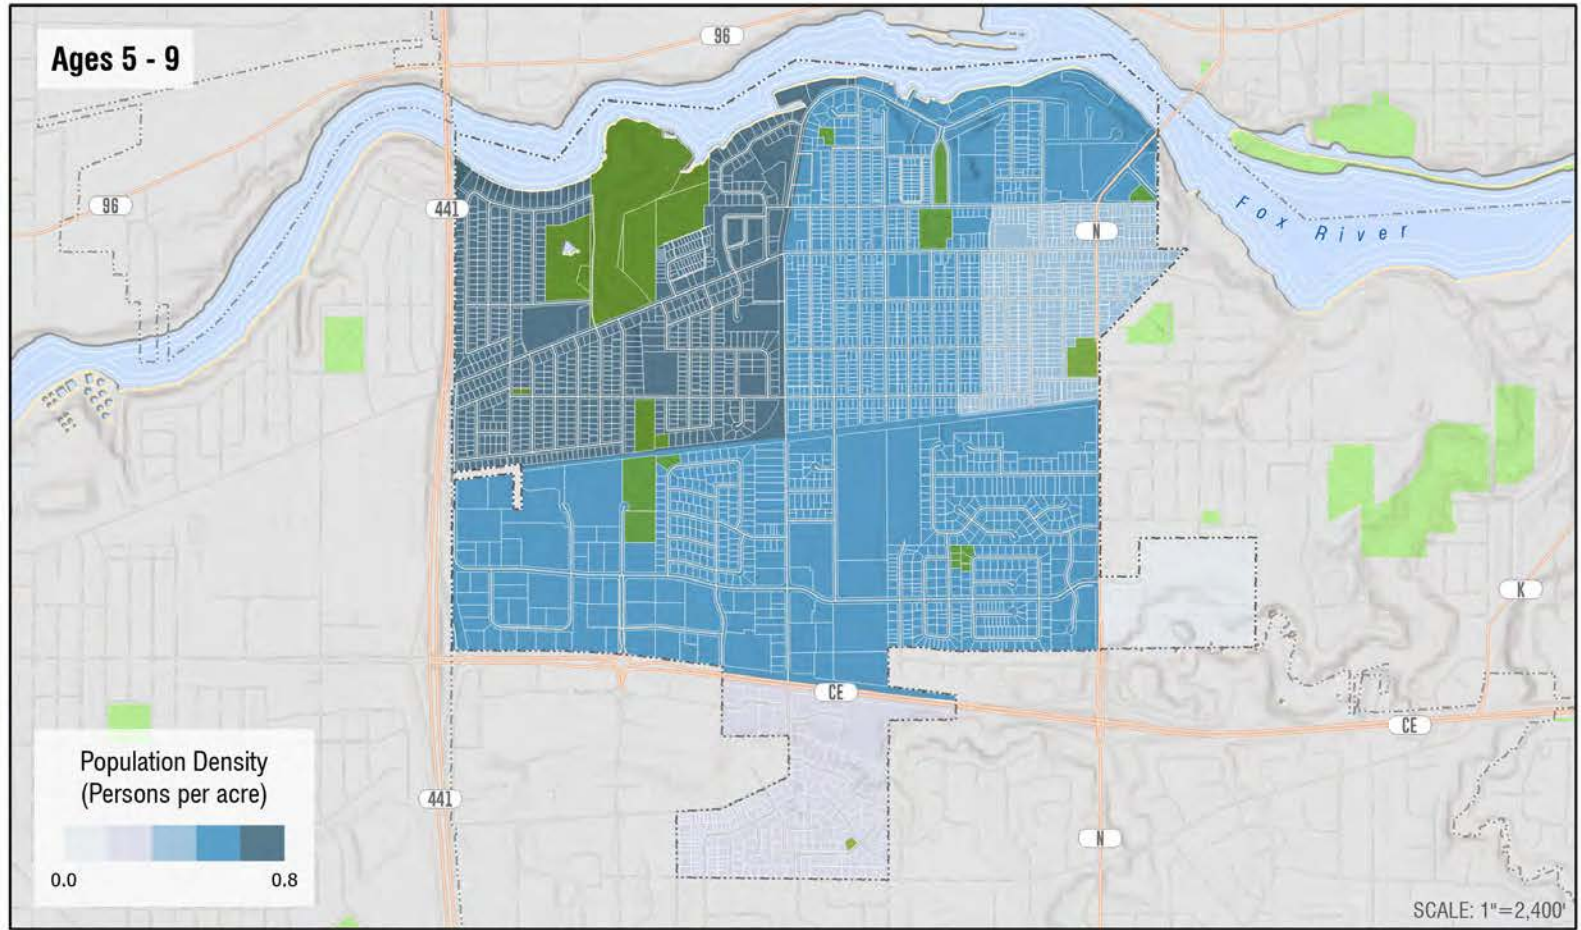 Ages 5 - 9
96
96
441
N
Fox River
K
CE
CE
441
N
Population Density
(Persons per acre)
0.0 0.8
SCALE: 1"=2,400'